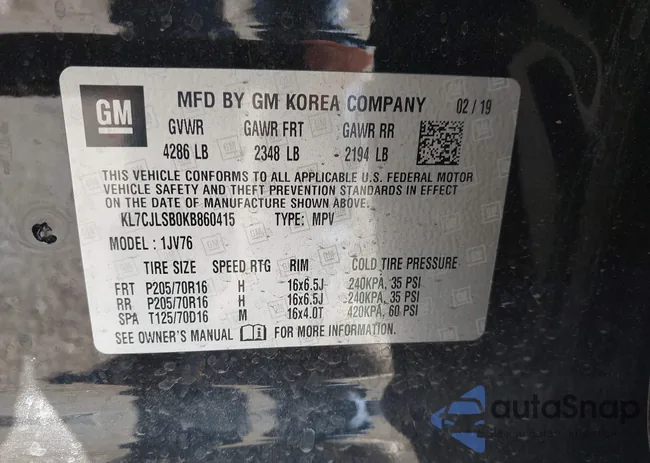 GM
MFD BY GM KOREA COMPANY 02 / 19
GVWR GAWR FRT GAWR RR
4286 LB 2348 LB 2194 LB
THIS VEHICLE CONFORMS TO ALL APPLICABLE U.S. FEDERAL MOTOR
VEHICLE SAFETY AND THEFT PREVENTION STANDARDS IN EFFECT
ON THE DATE OF MANUFACTURE SHOWN ABOVE.
KL7CJLSB0KB860415 TYPE: MPV
MODEL : 1JV76
TIRE SIZE SPEED RTG RIM COLD TIRE PRESSURE
FRT P205/70R16 H 16x6.5J 240KPA, 35 PSI
RR P205/70R16 H 16x6.5J 240KPA, 35 PSI
SPA T125/70D16 M 16x4.0T 420KPA, 60 PSI
SEE OWNER'S MANUAL FOR MORE INFORMATION.
autoSnap